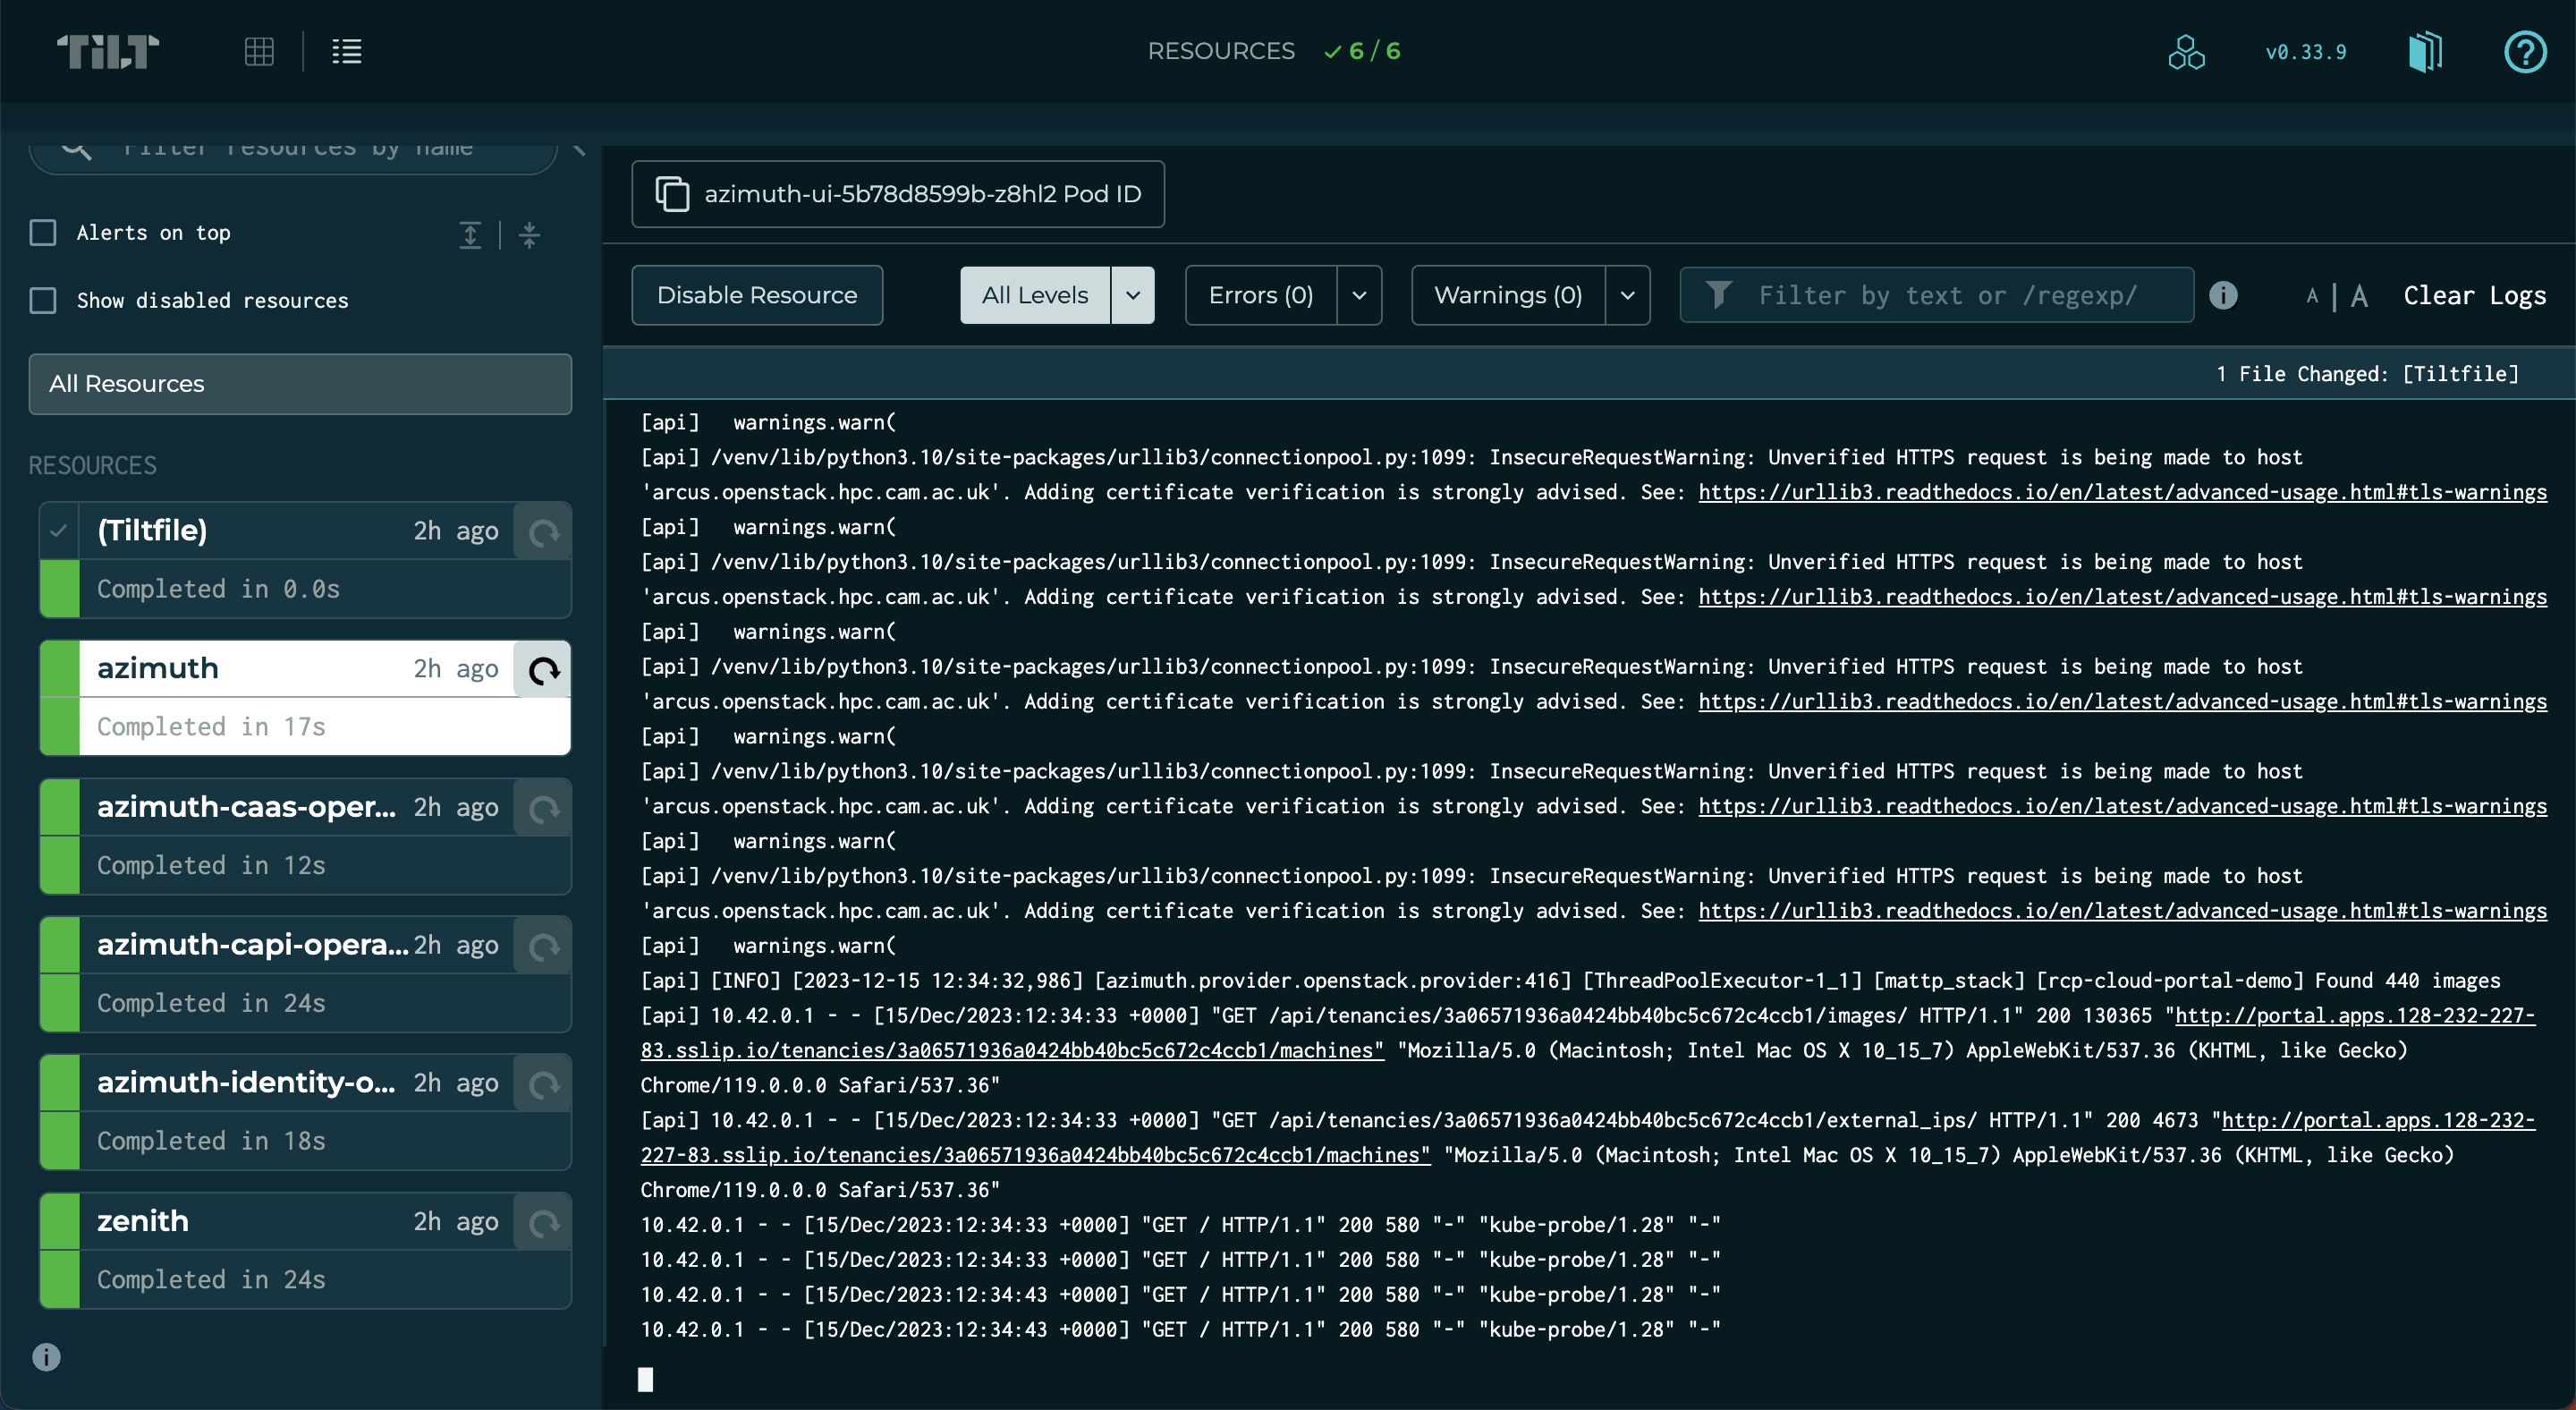 TILT
RESOURCES ✓ 6 / 6
v0.33.9
Filter resources by name
Alerts on top
Show disabled resources
All Resources
RESOURCES
(Tiltfile) 2h ago
Completed in 0.0s
azimuth 2h ago
Completed in 17s
azimuth-caas-oper... 2h ago
Completed in 12s
azimuth-capi-opera... 2h ago
Completed in 24s
azimuth-identity-o... 2h ago
Completed in 18s
zenith 2h ago
Completed in 24s
azimuth-ui-5b78d8599b-z8hl2 Pod ID
Disable Resource
All Levels
Errors (0)
Warnings (0)
Filter by text or /regexp/
A | A
Clear Logs
1 File Changed: [Tiltfile]
[api]   warnings.warn(
[api] /venv/lib/python3.10/site-packages/urllib3/connectionpool.py:1099: InsecureRequestWarning: Unverified HTTPS request is being made to host
'arcus.openstack.hpc.cam.ac.uk'. Adding certificate verification is strongly advised. See: https://urllib3.readthedocs.io/en/latest/advanced-usage.html#tls-warnings
[api]   warnings.warn(
[api] /venv/lib/python3.10/site-packages/urllib3/connectionpool.py:1099: InsecureRequestWarning: Unverified HTTPS request is being made to host
'arcus.openstack.hpc.cam.ac.uk'. Adding certificate verification is strongly advised. See: https://urllib3.readthedocs.io/en/latest/advanced-usage.html#tls-warnings
[api]   warnings.warn(
[api] /venv/lib/python3.10/site-packages/urllib3/connectionpool.py:1099: InsecureRequestWarning: Unverified HTTPS request is being made to host
'arcus.openstack.hpc.cam.ac.uk'. Adding certificate verification is strongly advised. See: https://urllib3.readthedocs.io/en/latest/advanced-usage.html#tls-warnings
[api]   warnings.warn(
[api] /venv/lib/python3.10/site-packages/urllib3/connectionpool.py:1099: InsecureRequestWarning: Unverified HTTPS request is being made to host
'arcus.openstack.hpc.cam.ac.uk'. Adding certificate verification is strongly advised. See: https://urllib3.readthedocs.io/en/latest/advanced-usage.html#tls-warnings
[api]   warnings.warn(
[api] /venv/lib/python3.10/site-packages/urllib3/connectionpool.py:1099: InsecureRequestWarning: Unverified HTTPS request is being made to host
'arcus.openstack.hpc.cam.ac.uk'. Adding certificate verification is strongly advised. See: https://urllib3.readthedocs.io/en/latest/advanced-usage.html#tls-warnings
[api]   warnings.warn(
[api] [INFO] [2023-12-15 12:34:32,986] [azimuth.provider.openstack.provider:416] [ThreadPoolExecutor-1_1] [mattp_stack] [rcp-cloud-portal-demo] Found 440 images
[api] 10.42.0.1 - - [15/Dec/2023:12:34:33 +0000] "GET /api/tenancies/3a06571936a0424bb40bc5c672c4ccb1/images/ HTTP/1.1" 200 130365 "http://portal.apps.128-232-227-
83.sslip.io/tenancies/3a06571936a0424bb40bc5c672c4ccb1/machines" "Mozilla/5.0 (Macintosh; Intel Mac OS X 10_15_7) AppleWebKit/537.36 (KHTML, like Gecko)
Chrome/119.0.0.0 Safari/537.36"
[api] 10.42.0.1 - - [15/Dec/2023:12:34:33 +0000] "GET /api/tenancies/3a06571936a0424bb40bc5c672c4ccb1/external_ips/ HTTP/1.1" 200 4673 "http://portal.apps.128-232-
227-83.sslip.io/tenancies/3a06571936a0424bb40bc5c672c4ccb1/machines" "Mozilla/5.0 (Macintosh; Intel Mac OS X 10_15_7) AppleWebKit/537.36 (KHTML, like Gecko)
Chrome/119.0.0.0 Safari/537.36"
10.42.0.1 - - [15/Dec/2023:12:34:33 +0000] "GET / HTTP/1.1" 200 580 "-" "kube-probe/1.28" "-"
10.42.0.1 - - [15/Dec/2023:12:34:33 +0000] "GET / HTTP/1.1" 200 580 "-" "kube-probe/1.28" "-"
10.42.0.1 - - [15/Dec/2023:12:34:43 +0000] "GET / HTTP/1.1" 200 580 "-" "kube-probe/1.28" "-"
10.42.0.1 - - [15/Dec/2023:12:34:43 +0000] "GET / HTTP/1.1" 200 580 "-" "kube-probe/1.28" "-"